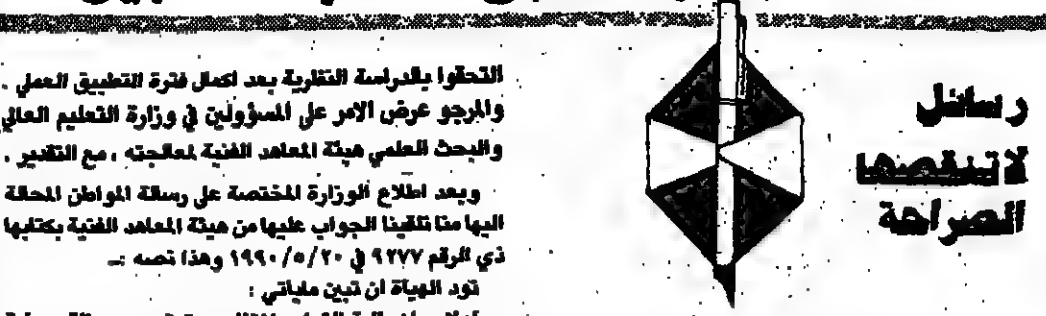 رسائل
لاتنقصها
الصراحة
التحقوا بالدراسة النظرية بعد اكمال فترة التطبيق العملي .
والمرجو عرض الامر على المسؤولين في وزارة التعليم العالي
والبحث العلمي هيئة المعاهد الفنية لمعالجته ، مع التقدير .
وبعد اطلاع الوزارة المختصة على رسالة المواطن المحالة
اليها منا تلقينا الجواب عليها من هيئة المعاهد الفنية بكتابها
ذي الرقم ٩٢٧٧ في ٢٠/٥/١٩٩٠ وهذا نصه :ـ
تود الهيأة ان تبين ماياتي :